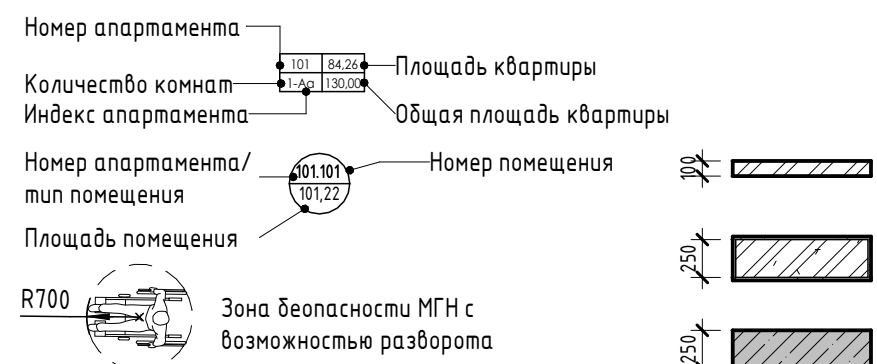 Номер апартамента
101 84,26
Площадь квартиры
Количество комнат
1-Аа 130,00
Индекс апартамента
Общая площадь квартиры
Номер апартамента/
тип помещения
101.101
Номер помещения
101,22
Площадь помещения
100
250
R700
Зона беопасности МГН с
возможностью разворота
250